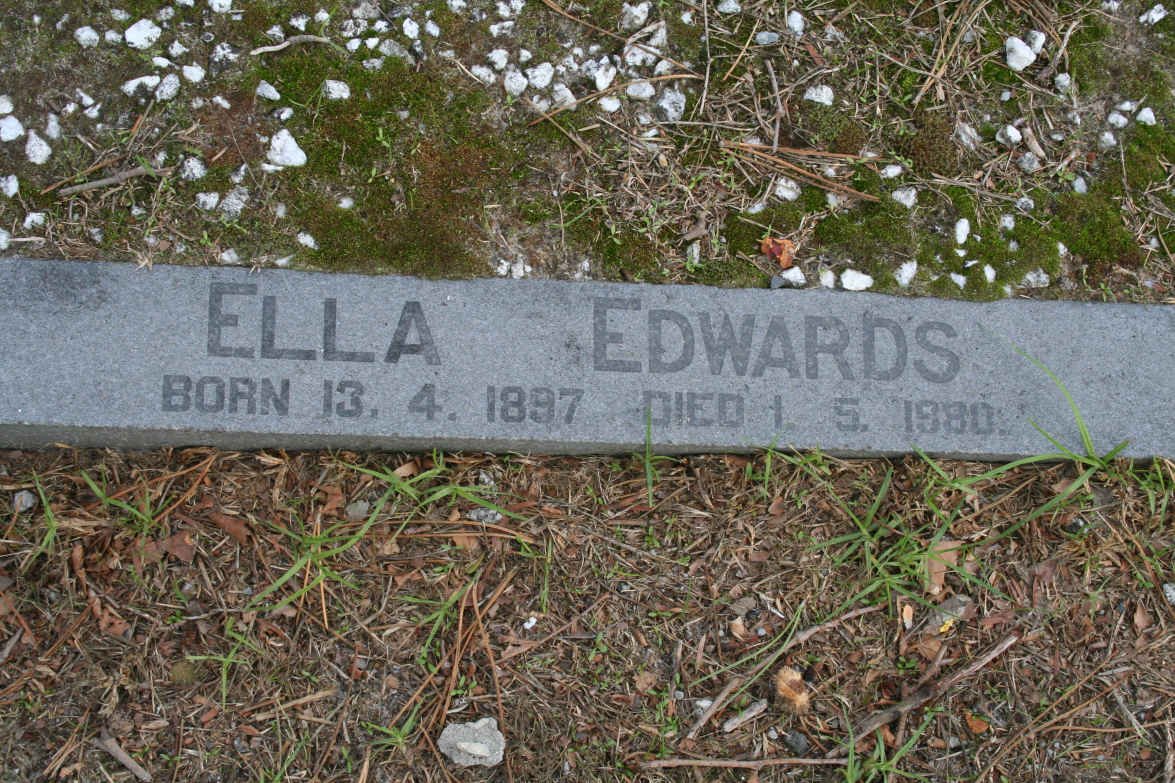 ELLA EDWARDS
BORN 13. 4. 1897 DIED 1. 5. 1980.